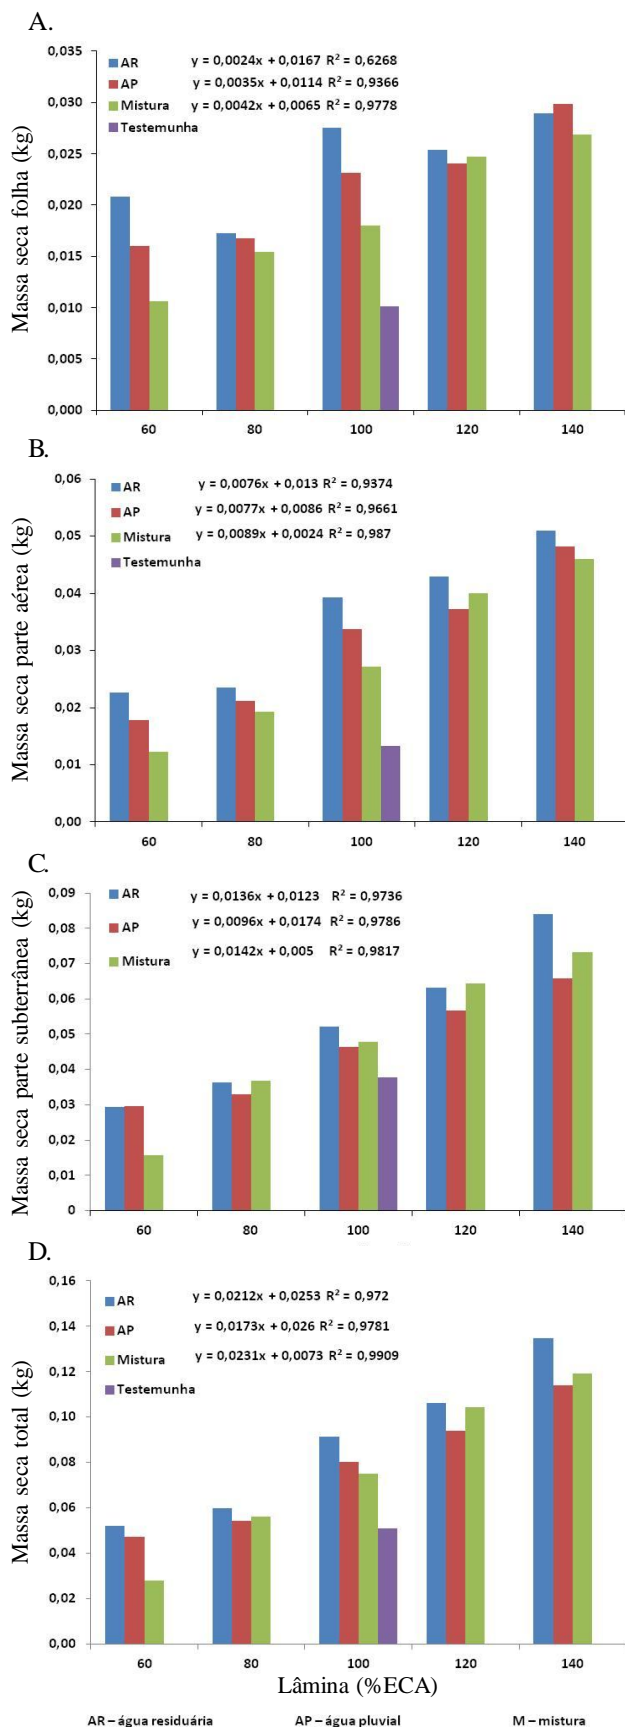 A.
Massa seca folha (kg)
0,035
0,030
0,025
0,020
0,015
0,010
0,005
0,000
AR y = 0,0024x + 0,0167 R² = 0,6268
AP y = 0,0035x + 0,0114 R² = 0,9366
Mistura y = 0,0042x + 0,0065 R² = 0,9778
Testemunha
60 80 100 120 140
B.
Massa seca parte aérea (kg)
0,06
0,05
0,04
0,03
0,02
0,01
0,00
AR y = 0,0076x + 0,013 R² = 0,9374
AP y = 0,0077x + 0,0086 R² = 0,9661
Mistura y = 0,0089x + 0,0024 R² = 0,987
Testemunha
60 80 100 120 140
C.
Massa seca parte subterrânea (kg)
0,09
0,08
0,07
0,06
0,05
0,04
0,03
0,02
0,01
0
AR y = 0,0136x + 0,0123 R² = 0,9736
AP y = 0,0096x + 0,0174 R² = 0,9786
Mistura y = 0,0142x + 0,005 R² = 0,9817
60 80 100 120 140
D.
Massa seca total (kg)
0,16
0,14
0,12
0,10
0,08
0,06
0,04
0,02
0,00
AR y = 0,0212x + 0,0253 R² = 0,972
AP y = 0,0173x + 0,026 R² = 0,9781
Mistura y = 0,0231x + 0,0073 R² = 0,9909
Testemunha
60 80 100 120 140
Lâmina (%ECA)
AR – água residuária AP – água pluvial M – mistura